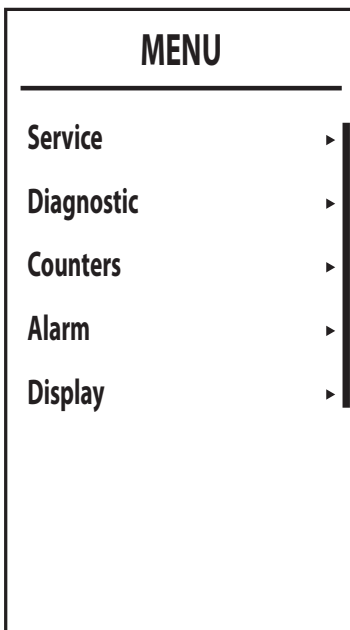 MENU
Service
Diagnostic
Counters
Alarm
Display